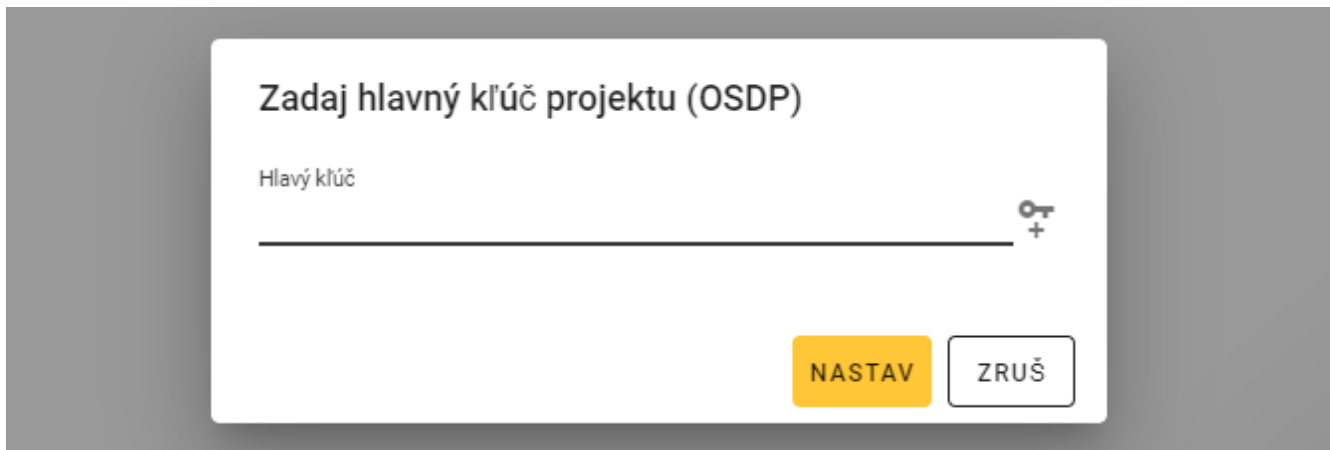 Zadaj hlavný kľúč projektu (OSDP)
Hlavý kľúč
NASTAV
ZRUŠ